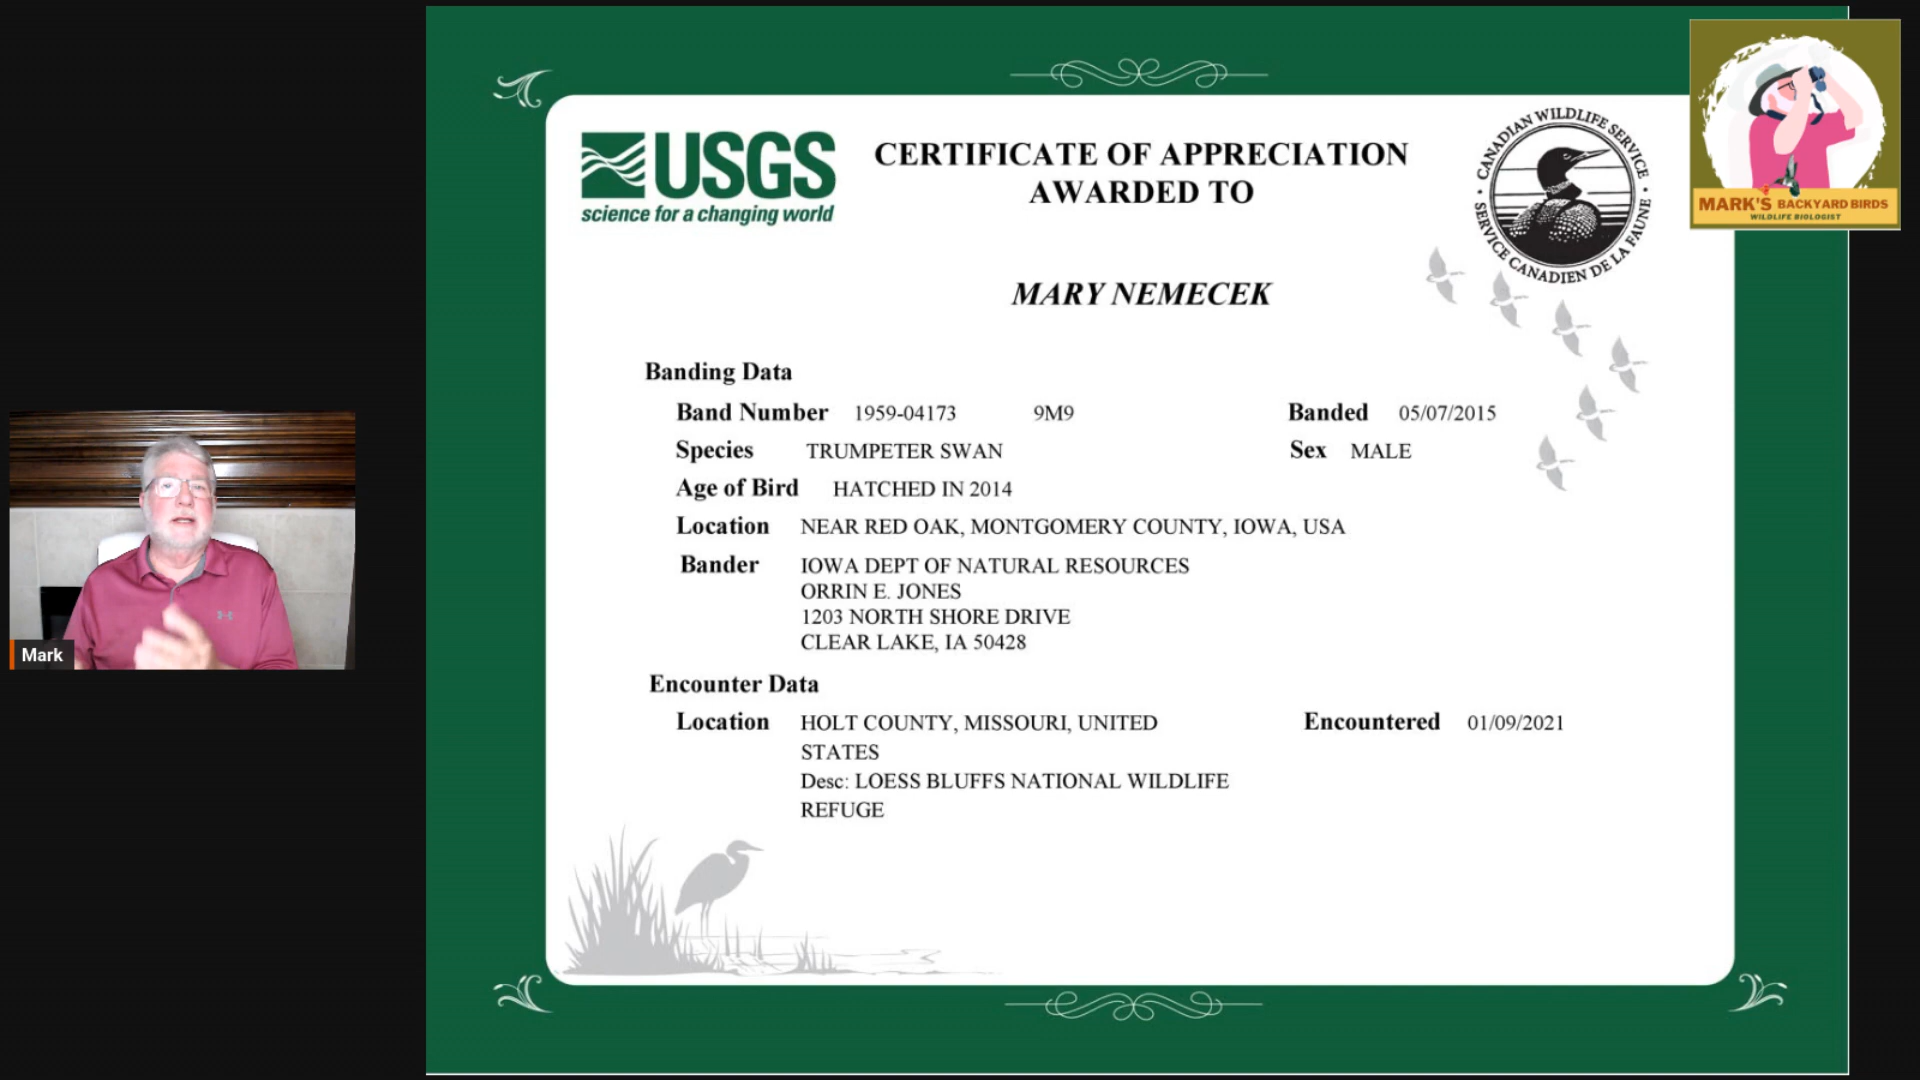 USGS
science for a changing world
CERTIFICATE OF APPRECIATION
AWARDED TO
CANADIAN WILDLIFE SERVICE
SERVICE CANADIEN DE LA FAUNE
MARK'S BACKYARD BIRDS
WILDLIFE BIOLOGIST
MARY NEMECEK
Banding Data
Band Number 1959-04173 9M9 Banded 05/07/2015
Species TRUMPETER SWAN Sex MALE
Age of Bird HATCHED IN 2014
Location NEAR RED OAK, MONTGOMERY COUNTY, IOWA, USA
Bander IOWA DEPT OF NATURAL RESOURCES
ORRIN E. JONES
1203 NORTH SHORE DRIVE
CLEAR LAKE, IA 50428
Encounter Data
Location HOLT COUNTY, MISSOURI, UNITED Encountered 01/09/2021
STATES
Desc: LOESS BLUFFS NATIONAL WILDLIFE
REFUGE
Mark